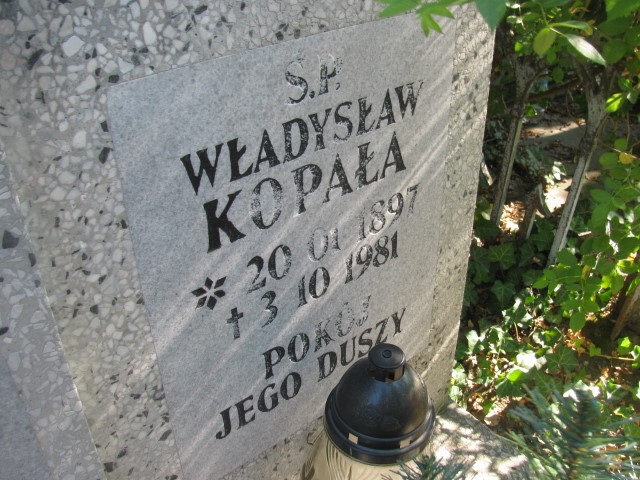 Ś.P.
WŁADYSŁAW
KOPAŁA
* 20 01 1897
† 3 10 1981
POKÓJ
JEGO DUSZY